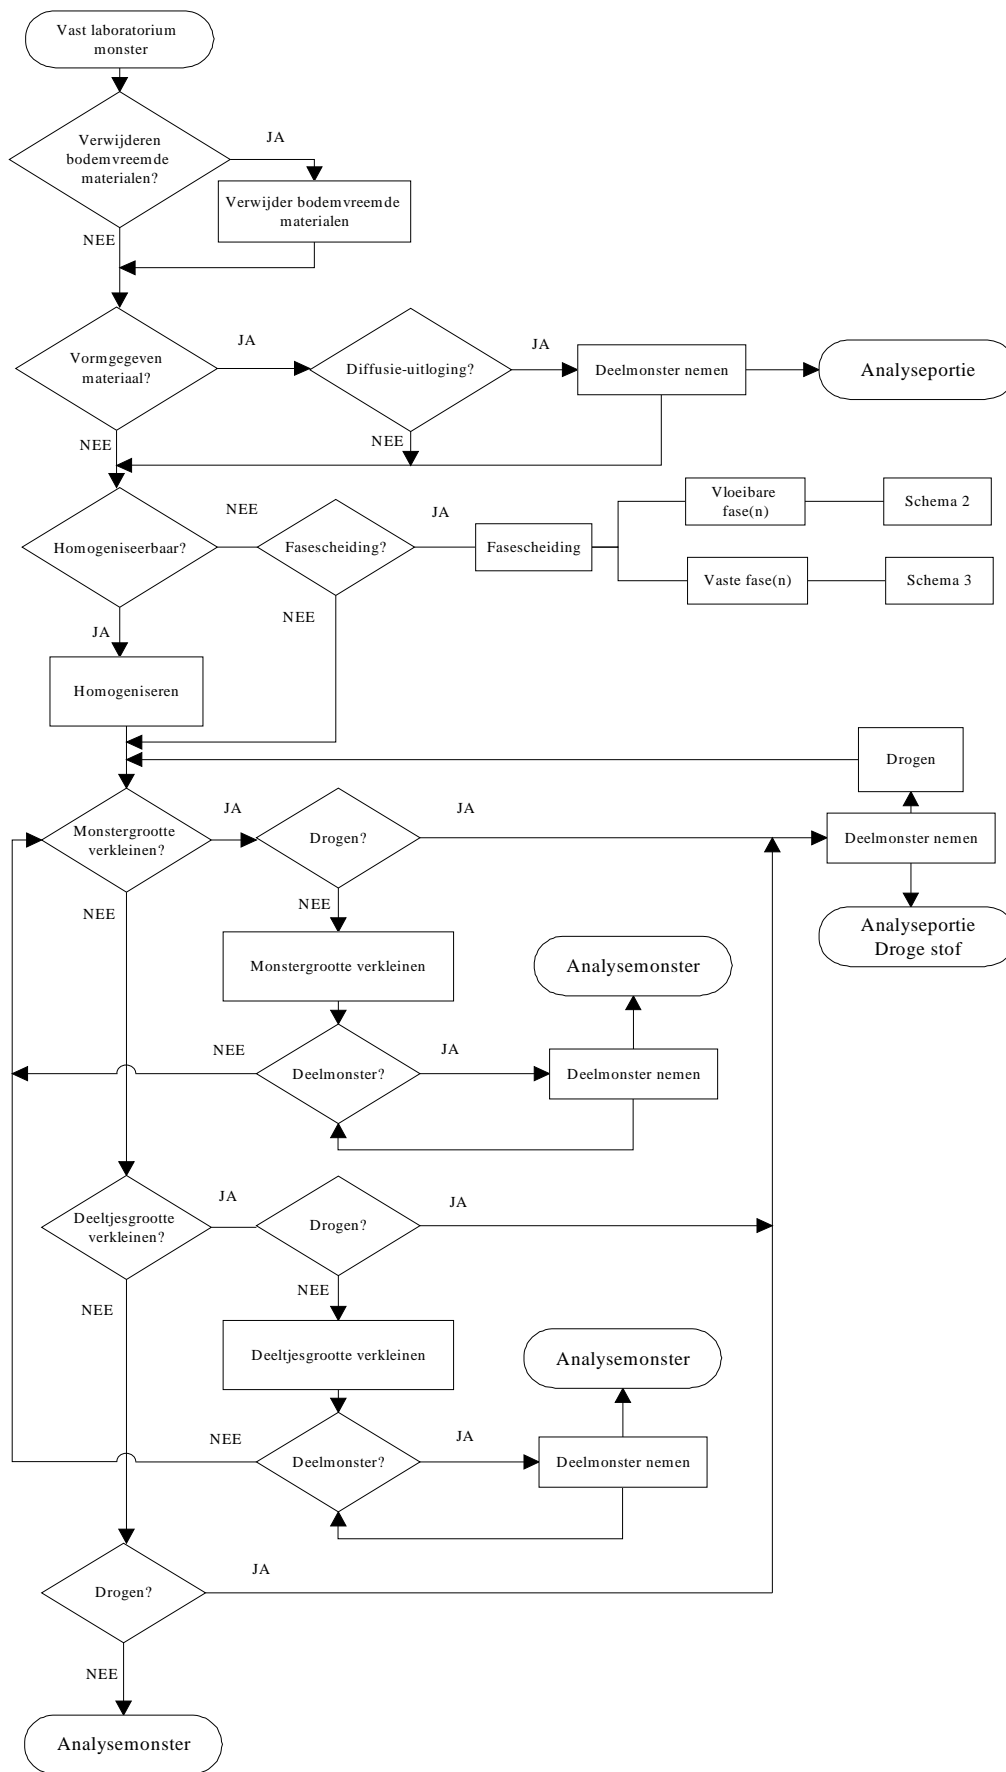 Vast laboratorium
monster
Verwijderen
bodemvreemde
materialen?
JA
Verwijder bodemvreemde
materialen
NEE
Vormgegeven
materiaal?
JA
Diffusie-uitloging?
JA
Deelmonster nemen
Analyseportie
NEE
NEE
Homogeniseerbaar?
NEE
Fasescheiding?
JA
Fasescheiding
Vloeibare
fase(n)
Schema 2
Vaste fase(n)
Schema 3
JA
NEE
Homogeniseren
Drogen
Monstergrootte
verkleinen?
JA
Drogen?
JA
Deelmonster nemen
NEE
NEE
Analyseportie
Droge stof
Monstergrootte verkleinen
Analysemonster
NEE
Deelmonster?
JA
Deelmonster nemen
Deeltjesgrootte
verkleinen?
JA
Drogen?
JA
NEE
NEE
Deeltjesgrootte verkleinen
Analysemonster
NEE
Deelmonster?
JA
Deelmonster nemen
Drogen?
JA
NEE
Analysemonster